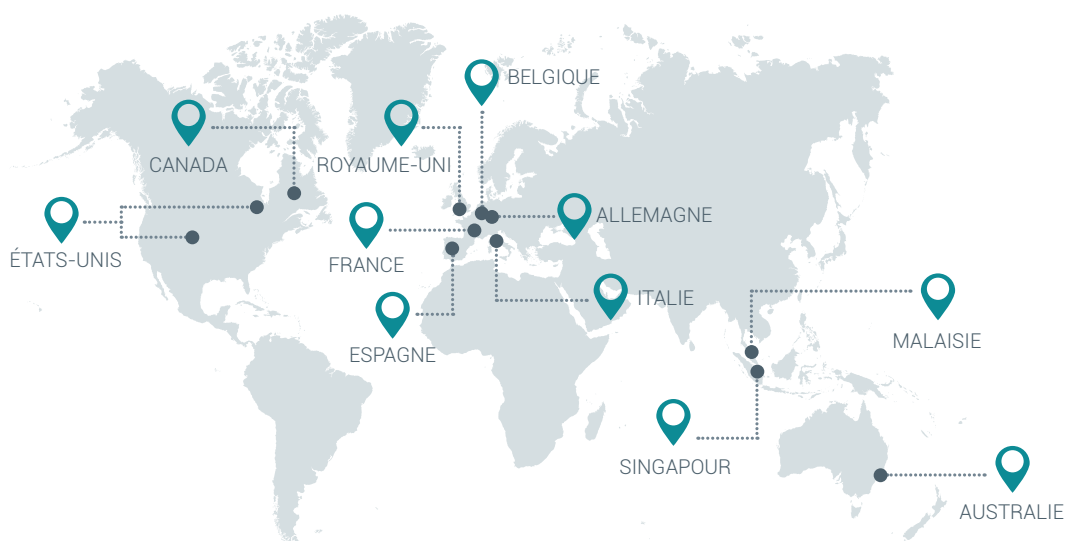 BELGIQUE
CANADA
ROYAUME-UNI
ALLEMAGNE
ÉTATS-UNIS
FRANCE
ITALIE
MALAISIE
ESPAGNE
SINGAPOUR
AUSTRALIE